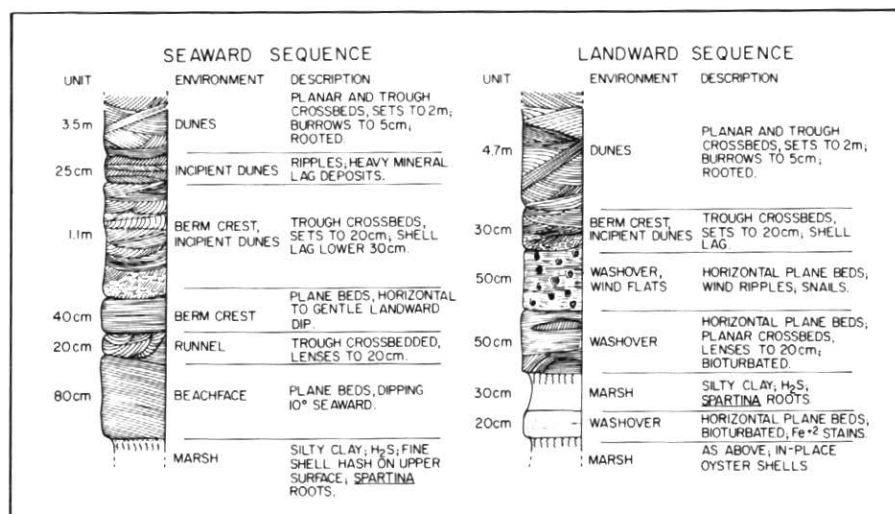 SEAWARD SEQUENCE
UNIT ENVIRONMENT DESCRIPTION
3.5m DUNES PLANAR AND TROUGH
CROSSBEDS, SETS TO 2m;
BURROWS TO 5cm;
ROOTED.
25cm INCIPIENT DUNES RIPPLES; HEAVY MINERAL
LAG DEPOSITS.
1.1m BERM CREST,
INCIPIENT DUNES TROUGH CROSSBEDS,
SETS TO 20cm; SHELL
LAG LOWER 30cm.
40cm BERM CREST PLANE BEDS, HORIZONTAL
TO GENTLE LANDWARD
DIP.
20cm RUNNEL TROUGH CROSSBEDDED,
LENSES TO 20cm.
80cm BEACHFACE PLANE BEDS, DIPPING
10° SEAWARD.
MARSH SILTY CLAY; H2S; FINE
SHELL HASH ON UPPER
SURFACE; SPARTINA
ROOTS.
LANDWARD SEQUENCE
UNIT ENVIRONMENT DESCRIPTION
4.7m DUNES PLANAR AND TROUGH
CROSSBEDS, SETS TO 2m;
BURROWS TO 5cm;
ROOTED.
30cm BERM CREST,
INCIPIENT DUNES TROUGH CROSSBEDS,
SETS TO 20cm; SHELL
LAG.
50cm WASHOVER,
WIND FLATS HORIZONTAL PLANE BEDS;
WIND RIPPLES; SNAILS.
50cm WASHOVER HORIZONTAL PLANE BEDS;
PLANAR CROSSBEDS,
LENSES TO 20cm;
BIOTURBATED.
30cm MARSH SILTY CLAY; H2S;
SPARTINA ROOTS.
20cm WASHOVER HORIZONTAL PLANE BEDS,
BIOTURBATED; Fe+2 STAINS.
MARSH AS ABOVE; IN-PLACE
OYSTER SHELLS